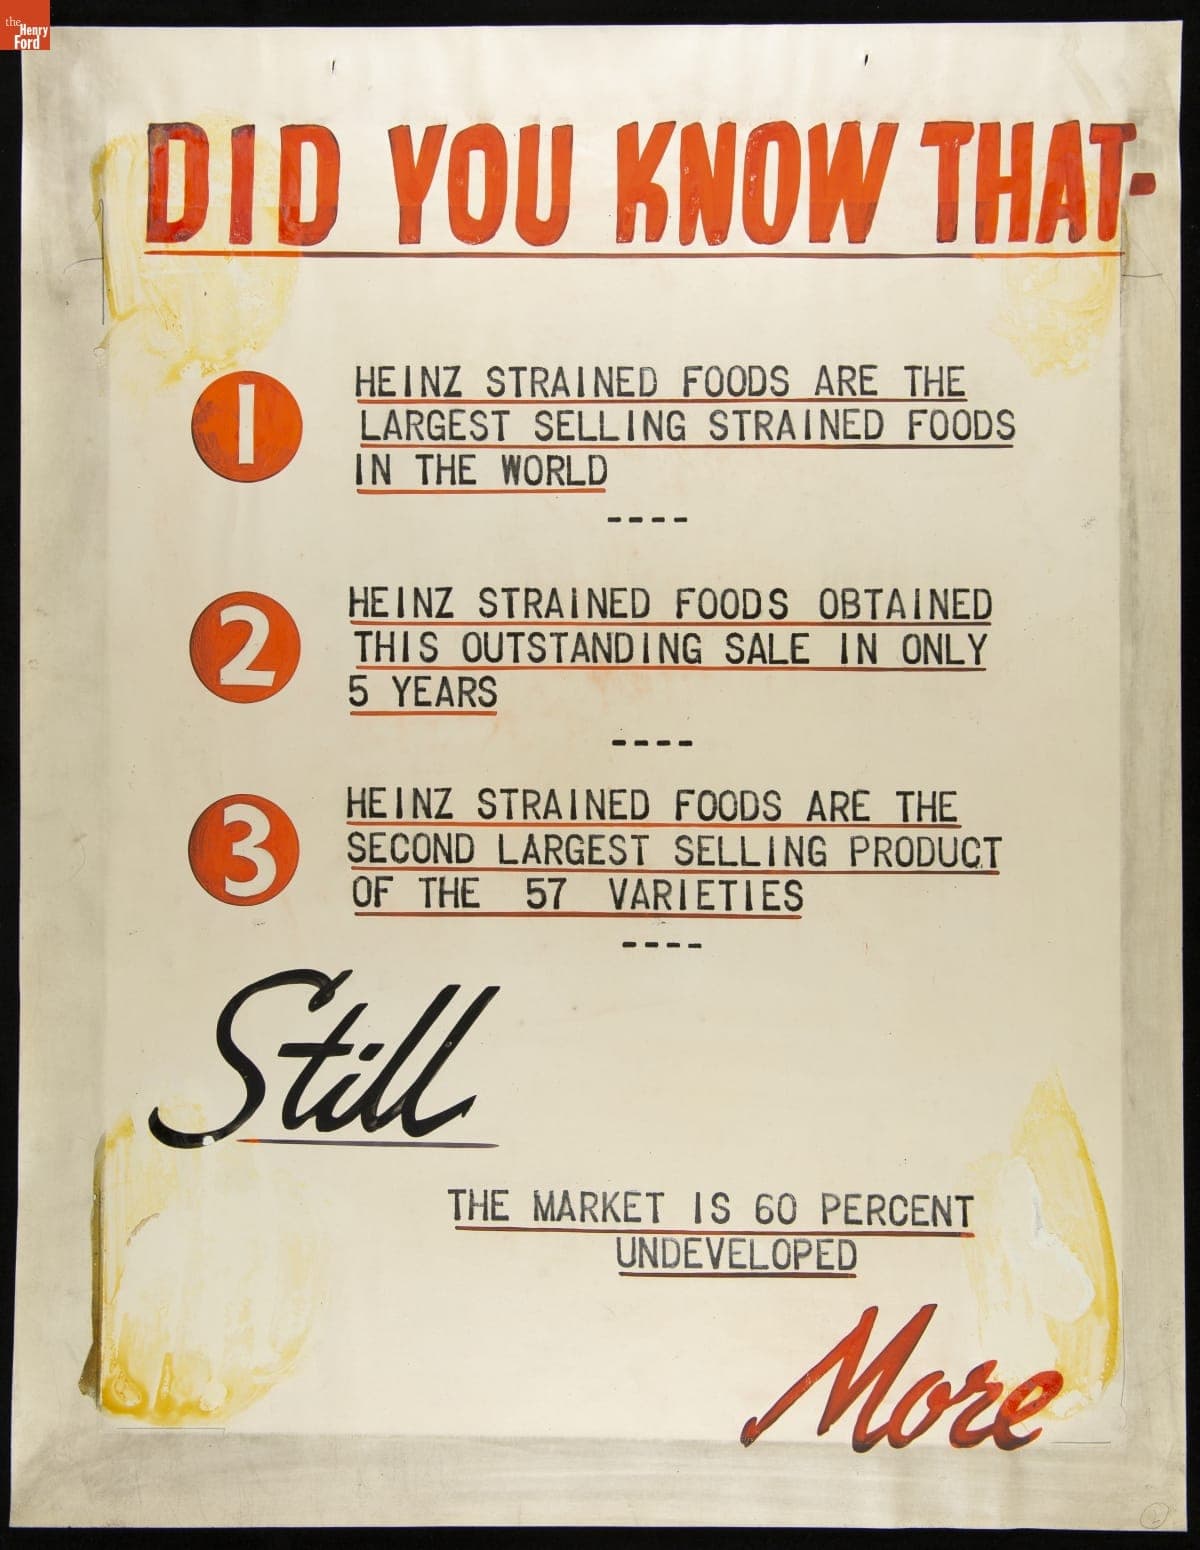 the
Henry
Ford
DID YOU KNOW THAT-
1 HEINZ STRAINED FOODS ARE THE
LARGEST SELLING STRAINED FOODS
IN THE WORLD
----
2 HEINZ STRAINED FOODS OBTAINED
THIS OUTSTANDING SALE IN ONLY
5 YEARS
----
3 HEINZ STRAINED FOODS ARE THE
SECOND LARGEST SELLING PRODUCT
OF THE 57 VARIETIES
----
Still
THE MARKET IS 60 PERCENT
UNDEVELOPED
More
2